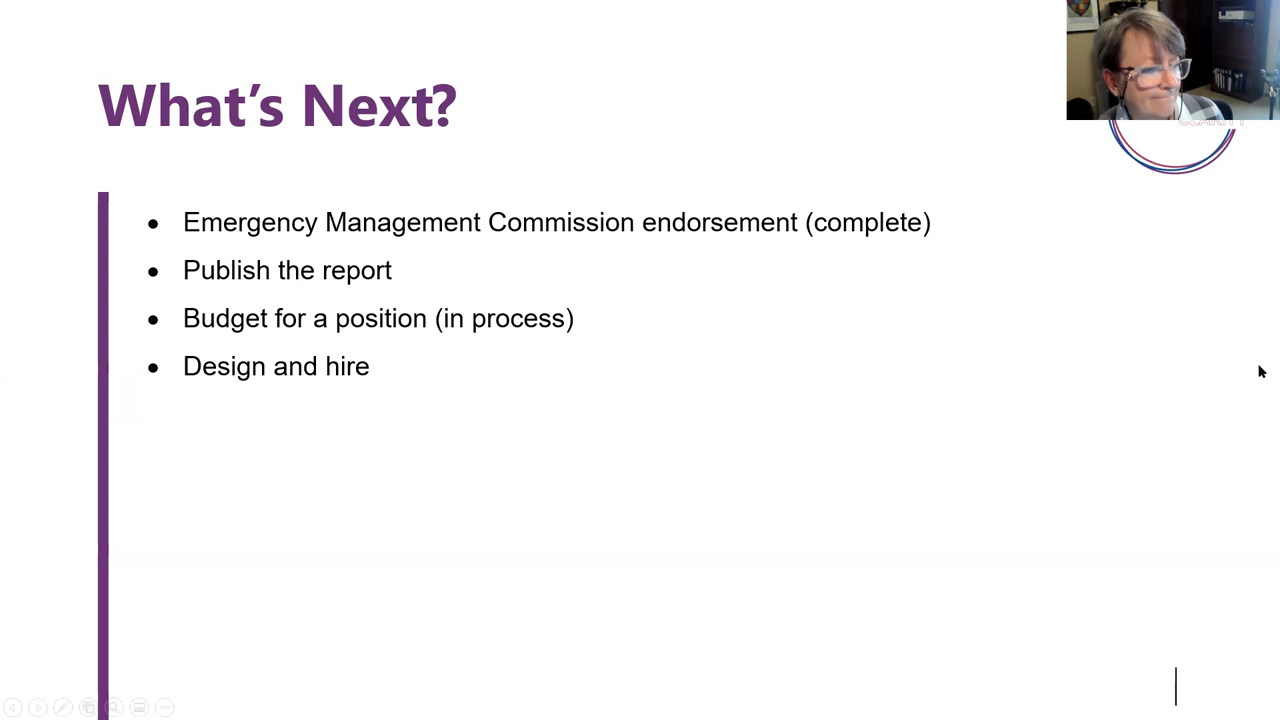 What's Next?
• Emergency Management Commission endorsement (complete)
• Publish the report
• Budget for a position (in process)
• Design and hire